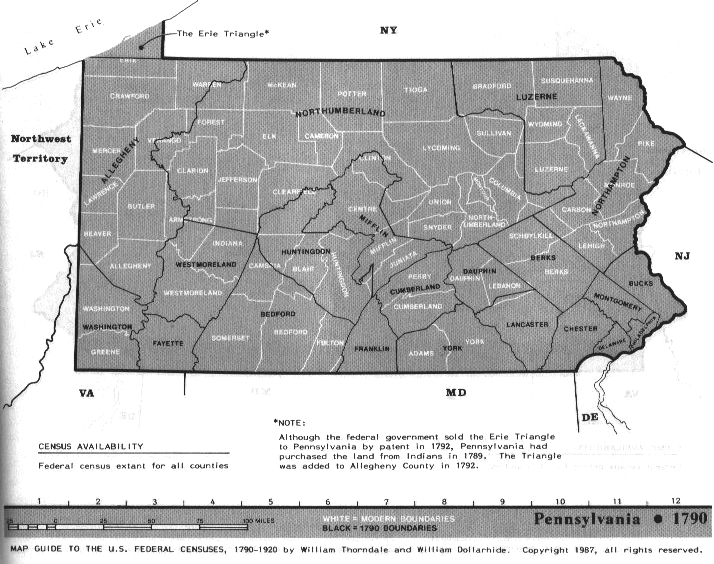 Lake Erie
The Erie Triangle*
NY
ERIE
WARREN
McKEAN
POTTER
TIOGA
BRADFORD
SUSQUEHANNA
CRAWFORD
LUZERNE
WAYNE
NORTHUMBERLAND
FOREST
ELK
CAMERON
SULLIVAN
WYOMING
LACKAWANNA
Northwest
Territory
ALLEGHENY
MERCER
VENANGO
LYCOMING
PIKE
CLINTON
CLARION
JEFFERSON
CLEARFIELD
LUZERNE
COLUMBIA
MONROE
NORTHAMPTON
LAWRENCE
BUTLER
CENTRE
UNION
MONTOUR
CARBON
ARMSTRONG
MIFFLIN
NORTH-
UMBERLAND
SNYDER
NORTHAMPTON
BEAVER
INDIANA
MIFFLIN
SCHUYLKILL
LEHIGH
ALLEGHENY
WESTMORELAND
CAMBRIA
HUNTINGDON
BLAIR
HUNTINGDON
JUNIATA
PERRY
DAUPHIN
DAUPHIN
BERKS
BERKS
LEBANON
NJ
BUCKS
WESTMORELAND
CUMBERLAND
CUMBERLAND
MONTGOMERY
WASHINGTON
WASHINGTON
BEDFORD
BEDFORD
LANCASTER
CHESTER
DELAWARE
PHILADELPHIA
GREENE
FAYETTE
SOMERSET
FULTON
FRANKLIN
ADAMS
YORK
YORK
VA
MD
DE
CENSUS AVAILABILITY
Federal census extant for all counties
*NOTE:
Although the federal government sold the Erie Triangle
to Pennsylvania by patent in 1792, Pennsylvania had
purchased the land from Indians in 1789. The Triangle
was added to Allegheny County in 1792.
1 2 3 4 5 6 7 8 9 10 11 12
25 0 25 50 75 100 MILES
WHITE = MODERN BOUNDARIES
BLACK = 1790 BOUNDARIES
Pennsylvania • 1790
MAP GUIDE TO THE U.S. FEDERAL CENSUSES, 1790-1920 by William Thorndale and William Dollarhide. Copyright 1987, all rights reserved.